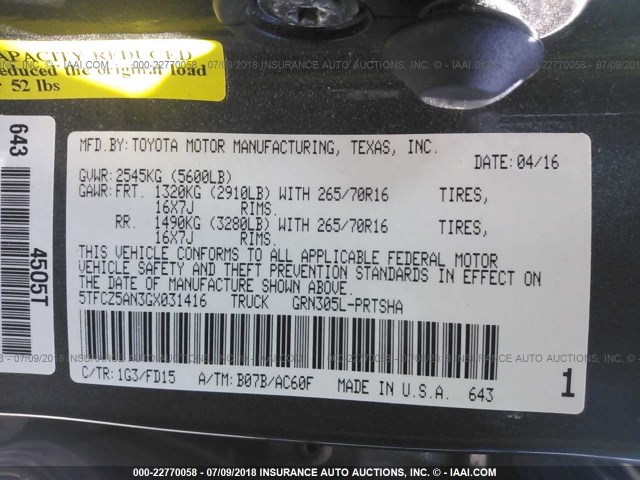 CAPACITY REDUCED
reduced the original load
52 lbs
643
4505T
MFD.BY: TOYOTA MOTOR MANUFACTURING, TEXAS, INC.
DATE: 04/16
GVWR: 2545KG (5600LB)
GAWR: FRT. 1320KG (2910LB) WITH 265/70R16 TIRES,
16X7J RIMS.
RR. 1490KG (3280LB) WITH 265/70R16 TIRES,
16X7J RIMS.
THIS VEHICLE CONFORMS TO ALL APPLICABLE FEDERAL MOTOR
VEHICLE SAFETY AND THEFT PREVENTION STANDARDS IN EFFECT ON
THE DATE OF MANUFACTURE SHOWN ABOVE.
5TFCZ5AN3GX031416 TRUCK GRN305L-PRTSHA
C/TR: 1G3/FD15 A/TM: B07B/AC60F MADE IN U.S.A. 643
1
000-22770058 - 07/09/2018 - INSURANCE AUTO AUCTIONS, INC. - © - IAAI.COM